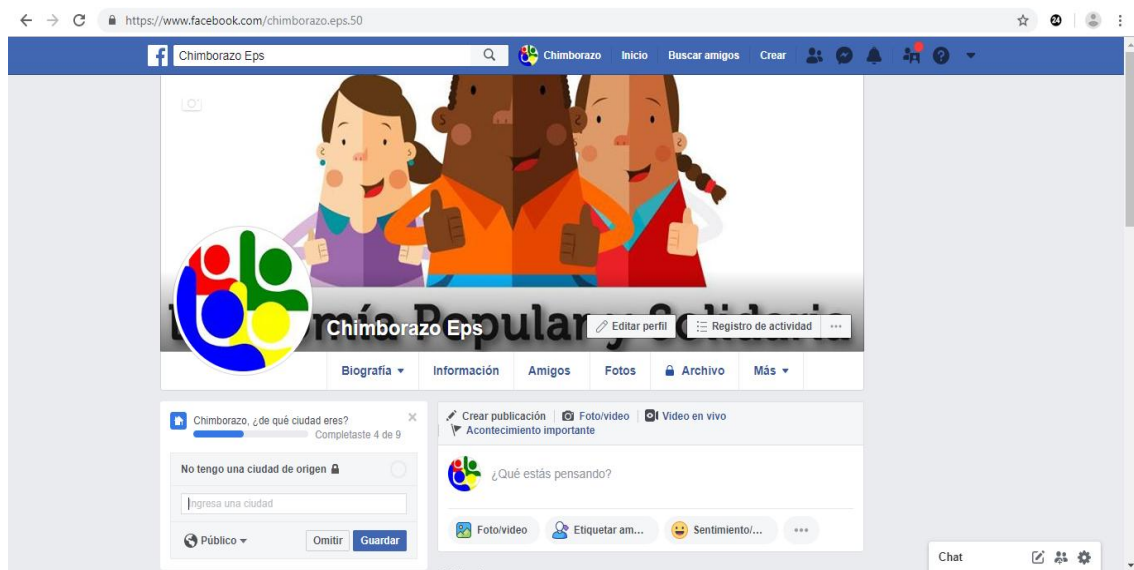 https://www.facebook.com/chimborazo.eps.50
24
f Chimborazo Eps Chimborazo Inicio Buscar amigos Crear
Popular y Solidaria
Chimborazo Eps
Editar perfil Registro de actividad ...
Biografía Información Amigos Fotos Archivo Más
Chimborazo, ¿de qué ciudad eres?
Completaste 4 de 9
No tengo una ciudad de origen
Ingresa una ciudad
Público Omitir Guardar
Crear publicación Foto/video Video en vivo
Acontecimiento importante
¿Qué estás pensando?
Foto/video Etiquetar am... Sentimiento/... ...
Chat